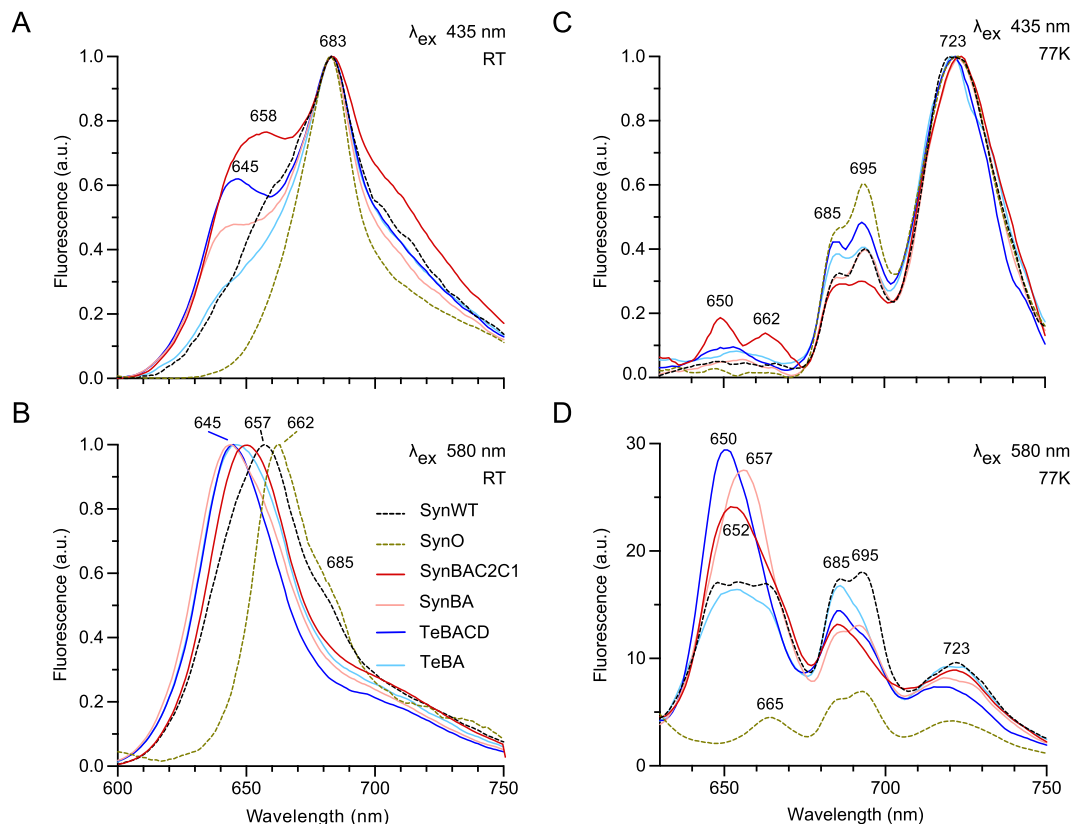 A
λex 435 nm
RT
683
658
645
1.0
0.8
0.6
0.4
0.2
0.0
Fluorescence (a.u.)
C
λex 435 nm
77K
723
695
685
650
662
1.0
0.8
0.6
0.4
0.2
0.0
Fluorescence (a.u.)
B
λex 580 nm
RT
645
657
662
685
SynWT
SynO
SynBAC2C1
SynBA
TeBACD
TeBA
1.0
0.8
0.6
0.4
0.2
0.0
Fluorescence (a.u.)
600
650
700
750
Wavelength (nm)
D
λex 580 nm
77K
650
657
652
685
695
723
665
30
20
10
0
Fluorescence (a.u.)
650
700
750
Wavelength (nm)